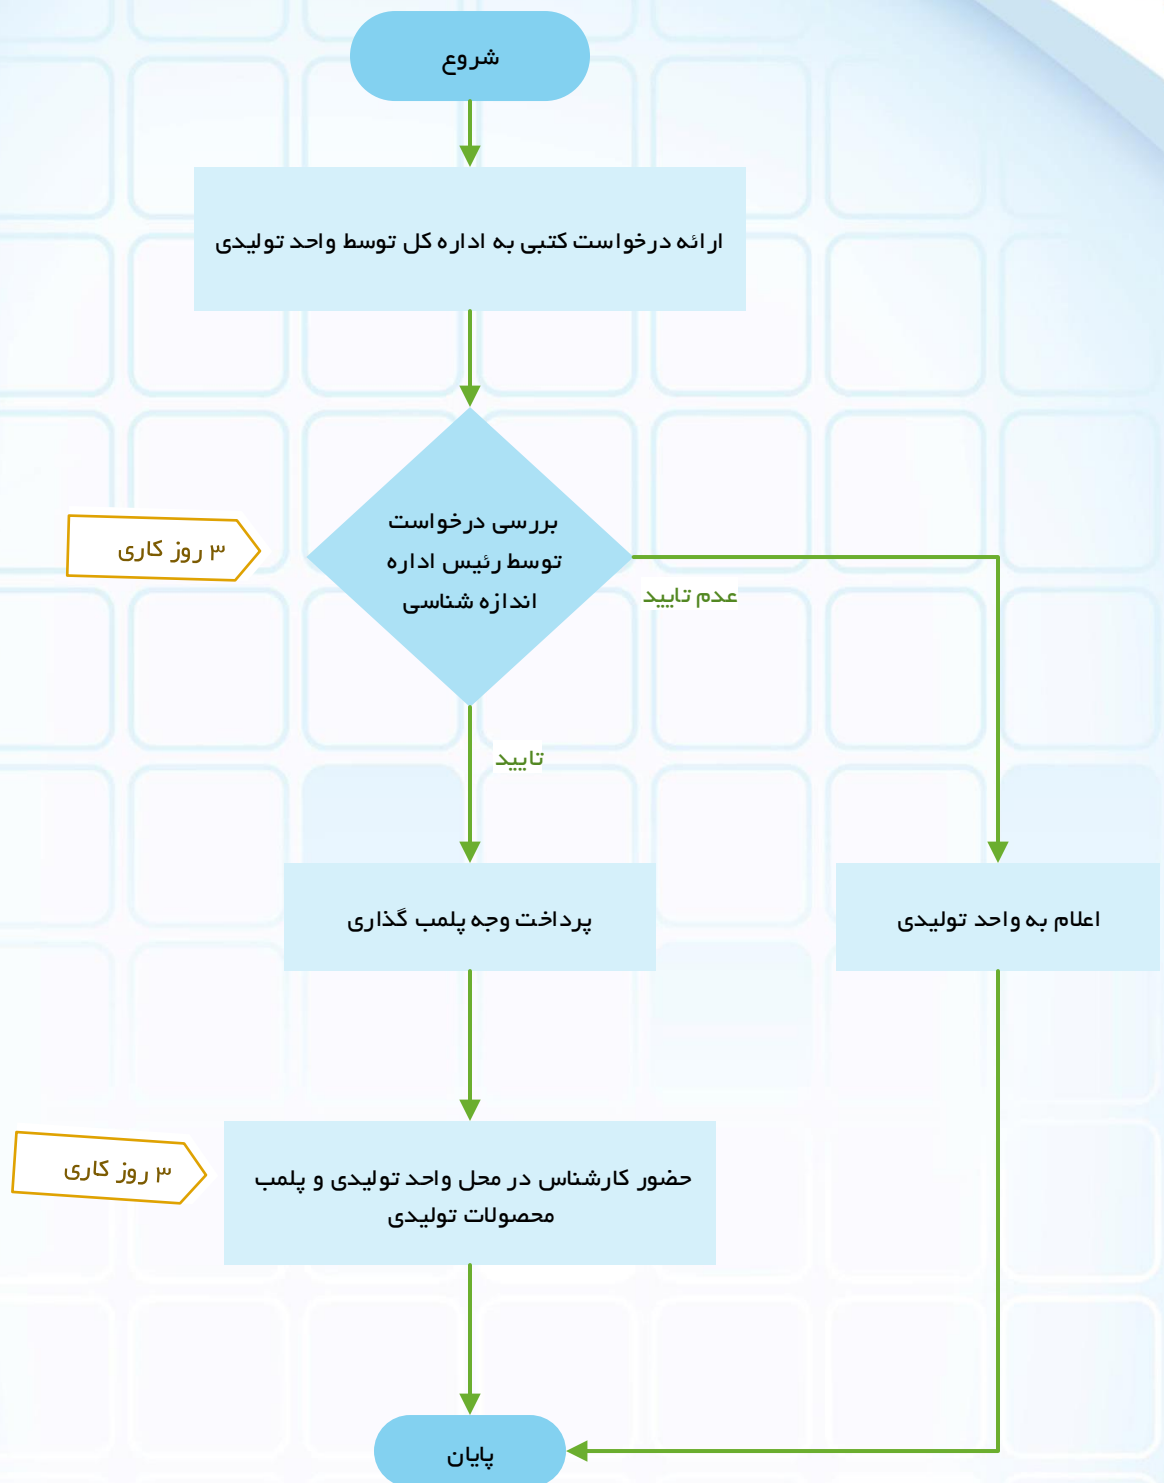 شروع
ارائه درخواست کتبی به اداره کل توسط واحد تولیدی
بررسی درخواست
توسط رئیس اداره
اندازه شناسی
۳ روز کاری
عدم تایید
تایید
پرداخت وجه پلمب گذاری
اعلام به واحد تولیدی
حضور کارشناس در محل واحد تولیدی و پلمب
محصولات تولیدی
۳ روز کاری
پایان